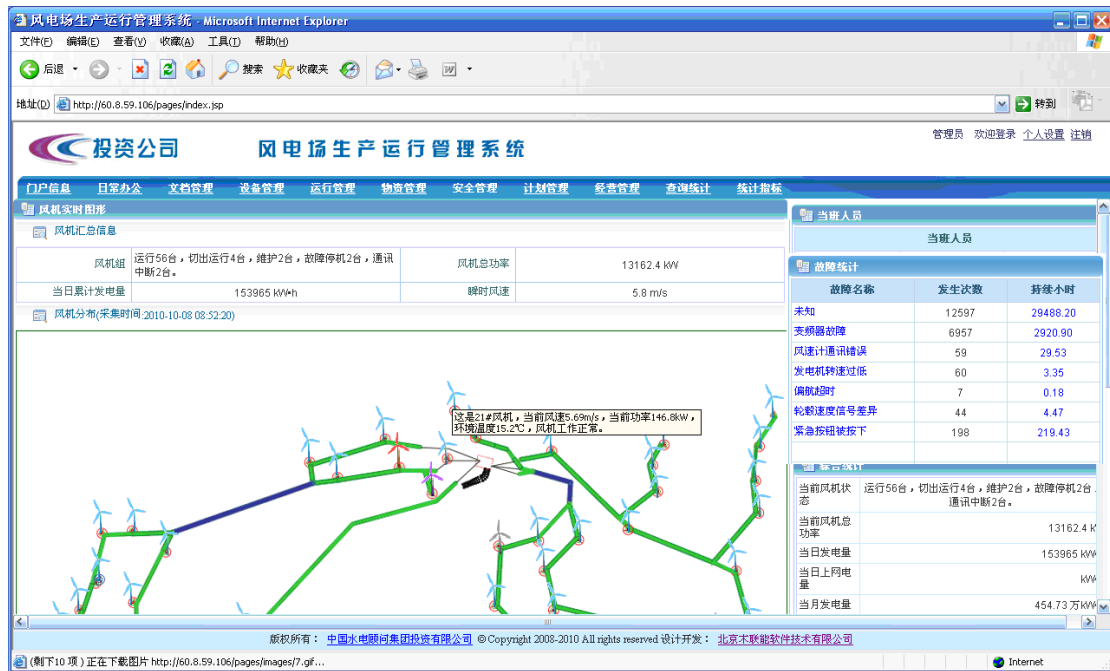 风电场生产运行管理系统 - Microsoft Internet Explorer
文件(F) 编辑(E) 查看(V) 收藏(A) 工具(T) 帮助(H)
后退 搜索 收藏夹
地址(D) http://60.8.59.106/pages/index.jsp 转到
投资公司 风电场生产运行管理系统
管理员 欢迎登录 个人设置 注销
门户信息 日常办公 文档管理 设备管理 运行管理 物资管理 安全管理 计划管理 经营管理 查询统计 统计指标
风机实时图形
风机汇总信息
风机组 运行56台，切出运行4台，维护2台，故障停机2台，通讯
中断2台。
风机总功率 13162.4 kW
当日累计发电量 153965 kW•h 瞬时风速 5.8 m/s
风机分布(采集时间:2010-10-08 08:52:20)
这是21#风机，当前风速5.69m/s，当前功率146.8kW，
环境温度15.2℃，风机工作正常。
当班人员
当班人员
故障统计
故障名称 发生次数 持续小时
未知 12597 29488.20
变频器故障 6957 2920.90
风速计通讯错误 59 29.53
发电机转速过低 60 3.35
偏航超时 7 0.18
轮毂速度信号差异 44 4.47
紧急按钮被按下 198 219.43
综合统计
当前风机状
态
运行56台，切出运行4台，维护2台，故障停机2台
通讯中断2台。
当前风机总
功率
13162.4 k
当日发电量 153965 kW
当日上网电
量
kW
当月发电量 454.73 万kW
版权所有： 中国水电顾问集团投资有限公司 ©Copyright 2008-2010 All rights reserved 设计开发： 北京木联能软件技术有限公司
(剩下10 项) 正在下载图片 http://60.8.59.106/pages/images/7.gif... Internet